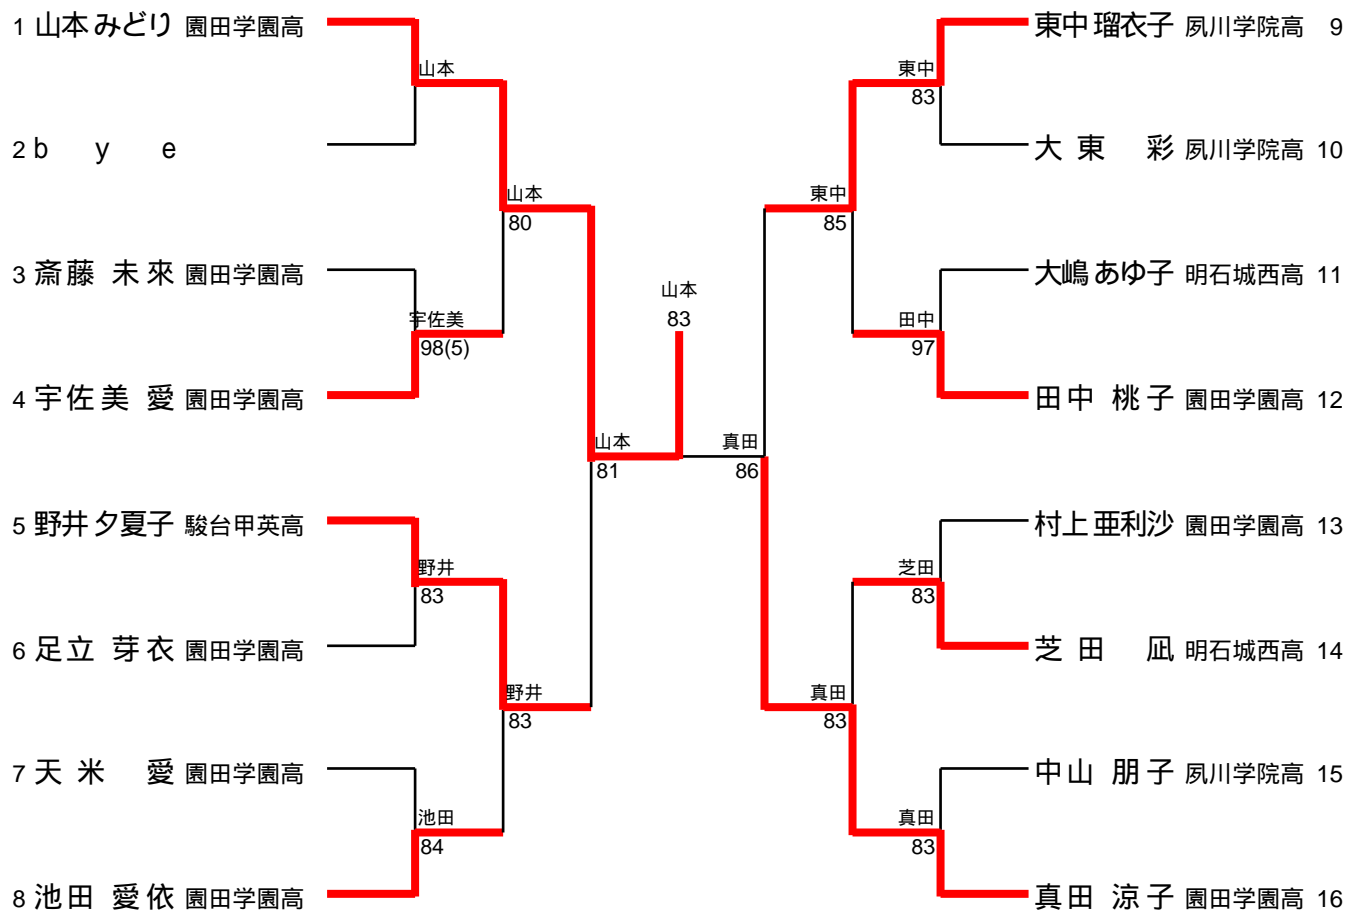 1 山本 みどり 園田学園高
東中 瑠衣子 夙川学院高 9
山本
東中
83
2 b y e
大東 彩 夙川学院高 10
山本
80
東中
85
3 斎藤 未來 園田学園高
大嶋 あゆ子 明石城西高 11
山本
83
宇佐美
98(5)
田中
97
4 宇佐美 愛 園田学園高
田中 桃子 園田学園高 12
山本
81
真田
86
5 野井 夕夏子 駿台甲英高
村上 亜利沙 園田学園高 13
野井
83
芝田
83
6 足立 芽衣 園田学園高
芝田 凪 明石城西高 14
野井
83
真田
83
7 天米 愛 園田学園高
中山 朋子 夙川学院高 15
池田
84
真田
83
8 池田 愛依 園田学園高
真田 涼子 園田学園高 16